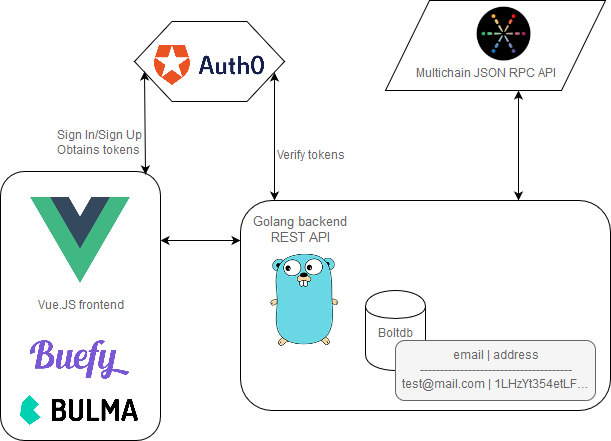 Auth0
Multichain JSON RPC API
Sign In/Sign Up
Obtains tokens
Verify tokens
Golang backend
REST API
Vue.JS frontend
Boltdb
Buefy
BULMA
email | address
------------------------------------
test@mail.com | 1LHzYt354etLF...